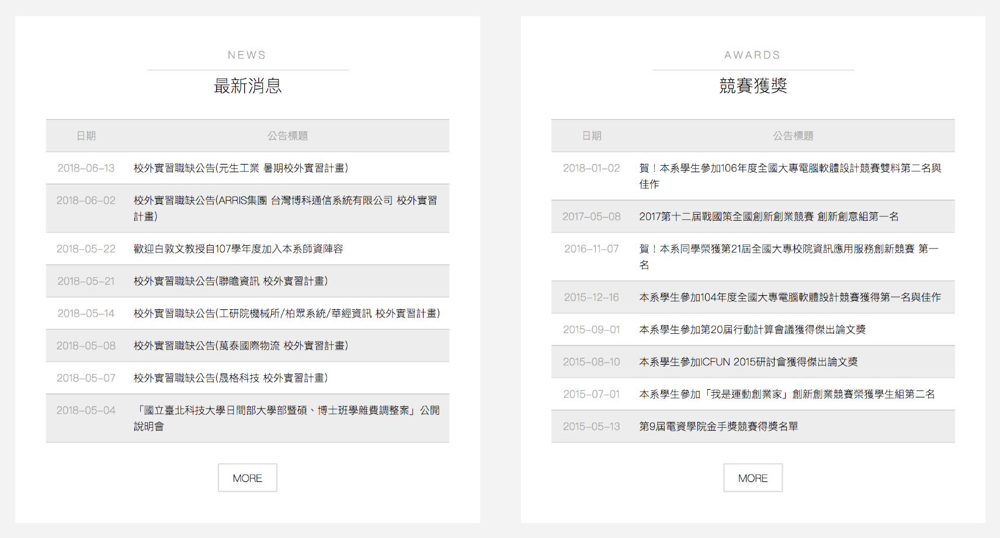 NEWS
最新消息
日期 公告標題
2018-06-13 校外實習職缺公告(元生工業 暑期校外實習計畫)
2018-06-02 校外實習職缺公告(ARRIS集團 台灣博科通信系統有限公司 校外實習
計畫)
2018-05-22 歡迎白敦文教授自107學年度加入本系師資陣容
2018-05-21 校外實習職缺公告(聯瞻資訊 校外實習計畫)
2018-05-14 校外實習職缺公告(工研院機械所/柏眾系統/華經資訊 校外實習計畫)
2018-05-08 校外實習職缺公告(萬泰國際物流 校外實習計畫)
2018-05-07 校外實習職缺公告(晟格科技 校外實習計畫)
2018-05-04 「國立臺北科技大學日間部大學部暨碩、博士班學雜費調整案」公開
說明會
MORE
AWARDS
競賽獲獎
日期 公告標題
2018-01-02 賀！本系學生參加106年度全國大專電腦軟體設計競賽雙料第二名與
佳作
2017-05-08 2017第十二屆戰國策全國創新創業競賽 創新創意組第一名
2016-11-07 賀！本系同學榮獲第21屆全國大專校院資訊應用服務創新競賽 第一
名
2015-12-16 本系學生參加104年度全國大專電腦軟體設計競賽獲得第一名與佳作
2015-09-01 本系學生參加第20屆行動計算會議獲得傑出論文獎
2015-08-10 本系學生參加ICFUN 2015研討會獲得傑出論文獎
2015-07-01 本系學生參加「我是運動創業家」創新創業競賽榮獲學生組第二名
2015-05-13 第9屆電資學院金手獎競賽得獎名單
MORE